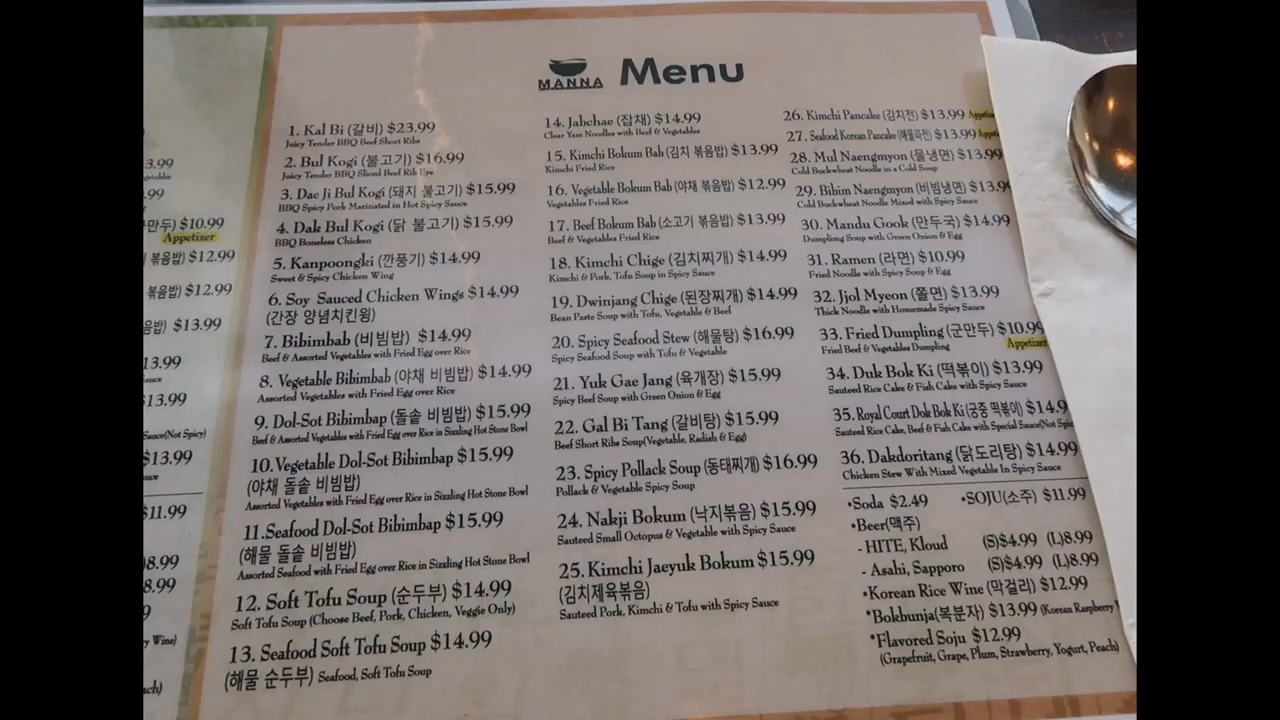 3.99
.99
만두) $10.99
Appetizer
볶음밥) $12.99
볶음밥) $12.99
음밥) $13.99
13.99
13.99
Sauce(Not Spicy)
$13.99
$11.99
)8.99
8.99
9
ry Wine)
ach)
MANNA Menu
1. Kal Bi (갈비) $23.99
Juicy Tender BBQ Beef Short Ribs
2. Bul Kogi (불고기) $16.99
Juicy Tender BBQ Sliced Beef Rib Eye
3. Dae Ji Bul Kogi (돼지 불고기) $15.99
BBQ Spicy Pork Marinated in Hot Spicy Sauce
4. Dak Bul Kogi (닭 불고기) $15.99
BBQ Boneless Chicken
5. Kanpoongki (깐풍기) $14.99
Sweet & Spicy Chicken Wing
6. Soy Sauced Chicken Wings $14.99
(간장 양념치킨윙)
7. Bibimbab (비빔밥) $14.99
Beef & Assorted Vegetables with Fried Egg over Rice
8. Vegetable Bibimbab (야채 비빔밥) $14.99
Assorted Vegetables with Fried Egg over Rice
9. Dol-Sot Bibimbap (돌솥 비빔밥) $15.99
Beef & Assorted Vegetables with Fried Egg over Rice in Sizzling Hot Stone Bowl
10. Vegetable Dol-Sot Bibimbap $15.99
(야채 돌솥 비빔밥)
Assorted Vegetables with Fried Egg over Rice in Sizzling Hot Stone Bowl
11.Seafood Dol-Sot Bibimbap $15.99
(해물 돌솥 비빔밥)
Assorted Seafood with Fried Egg over Rice in Sizzling Hot Stone Bowl
12. Soft Tofu Soup (순두부) $14.99
Soft Tofu Soup (Choose Beef, Pork, Chicken, Veggie Only)
13. Seafood Soft Tofu Soup $14.99
(해물 순두부) Seafood, Soft Tofu Soup
14. Jabchae (잡채) $14.99
Clear Yam Noodles with Beef & Vegetables
15. Kimchi Bokum Bab (김치 볶음밥) $13.99
Kimchi Fried Rice
16. Vegetable Bokum Bab (야채 볶음밥) $12.99
Vegetables Fried Rice
17. Beef Bokum Bab (소고기 볶음밥) $13.99
Beef & Vegetables Fried Rice
18. Kimchi Chige (김치찌개) $14.99
Kimchi & Pork, Tofu Soup in Spicy Sauce
19. Dwinjang Chige (된장찌개) $14.99
Bean Paste Soup with Tofu, Vegetable & Beef
20. Spicy Seafood Stew (해물탕) $16.99
Spicy Seafood Soup with Tofu & Vegetable
21. Yuk Gae Jang (육개장) $15.99
Spicy Beef Soup with Green Onion & Egg
22. Gal Bi Tang (갈비탕) $15.99
Beef Short Ribs Soup(Vegetable, Radish & Egg)
23. Spicy Pollack Soup (동태찌개) $16.99
Pollack & Vegetable Spicy Soup
24. Nakji Bokum (낙지볶음) $15.99
Sauteed Small Octopus & Vegetable with Spicy Sauce
25. Kimchi Jaeyuk Bokum $15.99
(김치제육볶음)
Sauteed Pork, Kimchi & Tofu with Spicy Sauce
26. Kimchi Pancake (김치전) $13.99 Appetiz
27. Seafood Korean Pancake (해물파전) $13.99 Appeti
28. Mul Naengmyon (물냉면) $13.99
Cold Buckwheat Noodle in a Cold Soup
29. Bibim Naengmyon (비빔냉면) $13.99
Cold Buckwheat Noodle Mixed with Spicy Sauce
30. Mandu Gook (만두국) $14.99
Dumplimg Soup with Green Onion & Egg
31. Ramen (라면) $10.99
Fried Noodle with Spicy Soup & Egg
32. Jjol Myeon (쫄면) $13.99
Thick Noodle with Homemade Spicy Sauce
33. Fried Dumpling (군만두) $10.99
Fried Beef & Vegetables Dumpling
Appetizer
34. Duk Bok Ki (떡볶이) $13.99
Sauteed Rice Cake & Fish Cake with Spicy Sauce
35. Royal Court Dok Bok Ki (궁중 떡볶이) $14.9
Sauteed Rice Cake, Beef & Fish Cake with Special Sauce(Not Spic
36. Dakdoritang (닭도리탕) $14.99
Chicken Stew With Mixed Vegetable In Spicy Sauce
•Soda $2.49 •SOJU(소주) $11.99
•Beer(맥주)
- HITE, Kloud (S)$4.99 (L)8.99
- Asahi, Sapporo (S)$4.99 (L)8.99
•Korean Rice Wine (막걸리) $12.99
*Bokbunja(복분자) $13.99 (Korean Raspberry
*Flavored Soju $12.99
(Grapefruit, Grape, Plum, Strawberry, Yogurt, Peach)